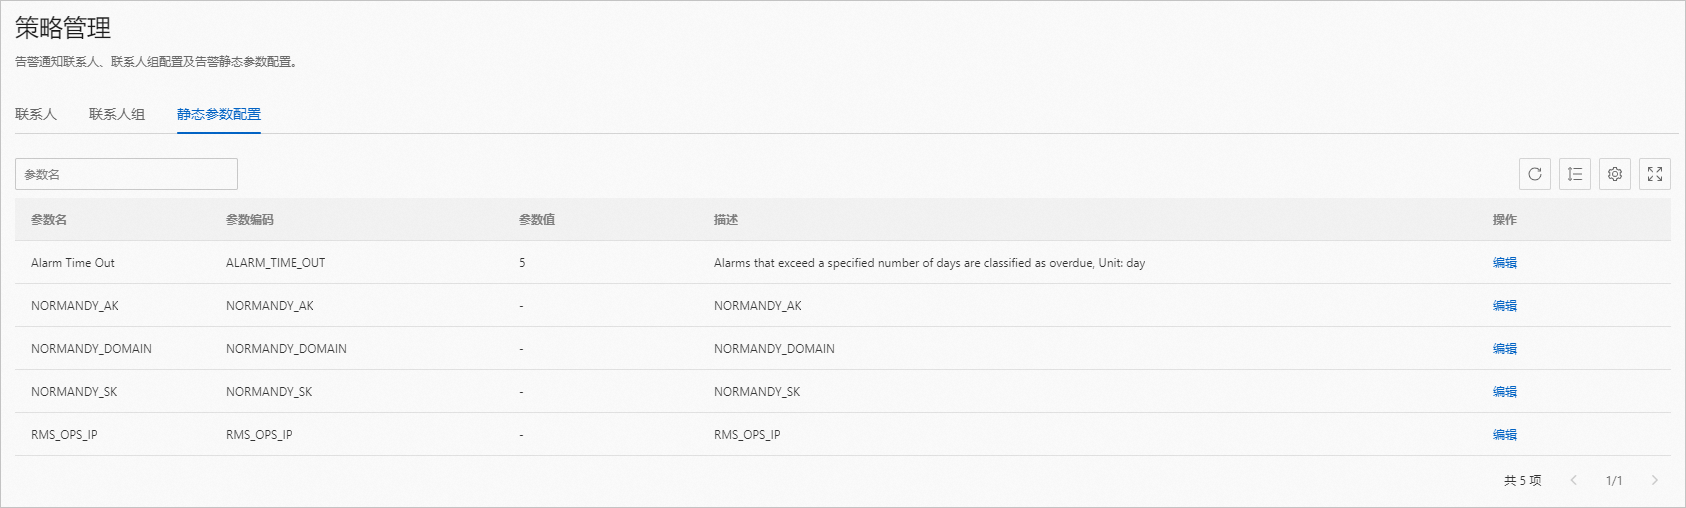 策略管理
告警通知联系人、联系人组配置及告警静态参数配置。
联系人 联系人组 静态参数配置
参数名
参数名 参数编码 参数值 描述 操作
Alarm Time Out ALARM_TIME_OUT 5 Alarms that exceed a specified number of days are classified as overdue, Unit: day 编辑
NORMANDY_AK NORMANDY_AK - NORMANDY_AK 编辑
NORMANDY_DOMAIN NORMANDY_DOMAIN - NORMANDY_DOMAIN 编辑
NORMANDY_SK NORMANDY_SK - NORMANDY_SK 编辑
RMS_OPS_IP RMS_OPS_IP - RMS_OPS_IP 编辑
共 5 项 1/1